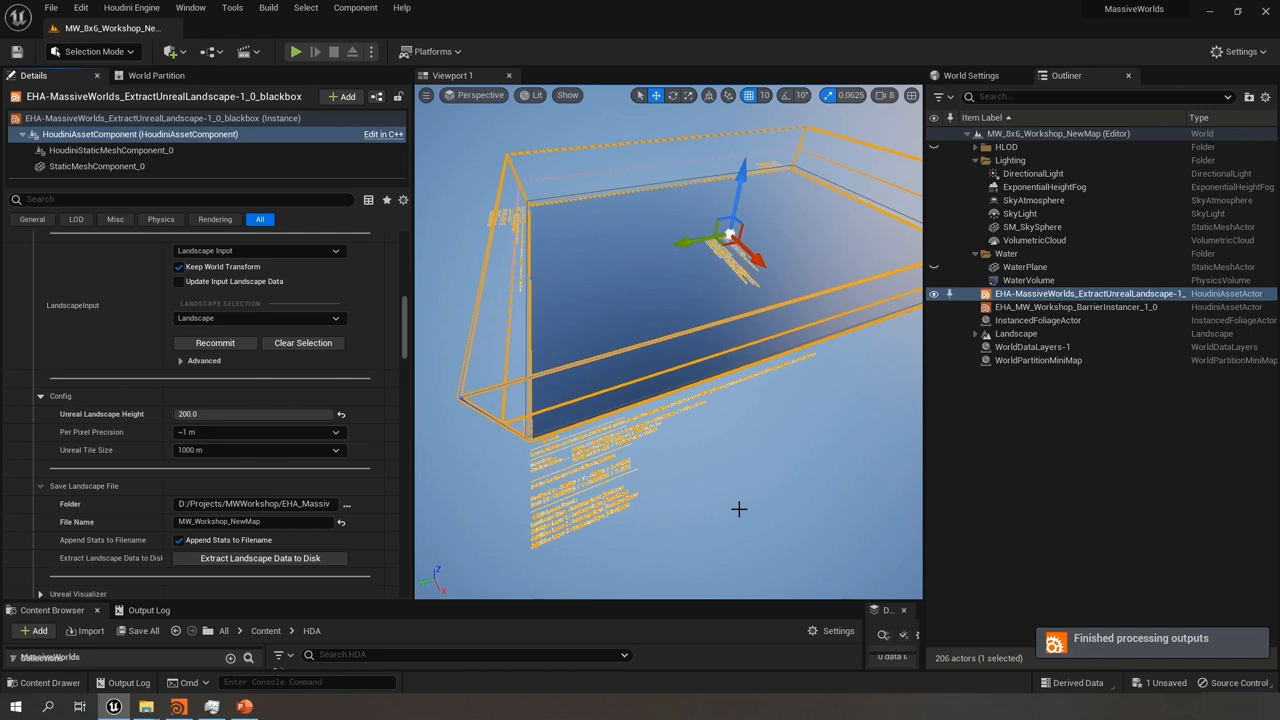 File Edit Houdini Engine Window Tools Build Select Component Help
MassiveWorlds
MW_8x6_Workshop_Ne...
Selection Mode
Platforms
Settings
Details
World Partition
Viewport 1
World Settings
Outliner
EHA-MassiveWorlds_ExtractUnrealLandscape-1_0_blackbox
Add
EHA-MassiveWorlds_ExtractUnrealLandscape-1_0_blackbox (Instance)
HoudiniAssetComponent (HoudiniAssetComponent)
Edit in C++
HoudiniStaticMeshComponent_0
StaticMeshComponent_0
Search
General LOD Misc Physics Rendering All
Landscape Input
Keep World Transform
Update Input Landscape Data
LandscapeInput
LANDSCAPE SELECTION
Landscape
Recommit Clear Selection
Advanced
Config
Unreal Landscape Height 200.0
Per Pixel Precision ~1 m
Unreal Tile Size 1000 m
Save Landscape File
Folder D:/Projects/MWWorkshop/EHA_Massiv ...
File Name MW_Workshop_NewMap
Append Stats to Filename Append Stats to Filename
Extract Landscape Data to Disk Extract Landscape Data to Disk
Unreal Visualizer
Perspective Lit Show
10 10° 0.0625 8
Z
X
Search...
Item Label Type
MW_8x6_Workshop_NewMap (Editor) World
HLOD Folder
Lighting Folder
DirectionalLight DirectionalLight
ExponentialHeightFog ExponentialHeightFog
SkyAtmosphere SkyAtmosphere
SkyLight SkyLight
SM_SkySphere StaticMeshActor
VolumetricCloud VolumetricCloud
Water Folder
WaterPlane StaticMeshActor
WaterVolume PhysicsVolume
EHA-MassiveWorlds_ExtractUnrealLandscape-1_ HoudiniAssetActor
EHA_MW_Workshop_BarrierInstancer_1_0 HoudiniAssetActor
InstancedFoliageActor InstancedFoliageActor
Landscape Landscape
WorldDataLayers-1 WorldDataLayers
WorldPartitionMiniMap WorldPartitionMiniMap
Finished processing outputs
206 actors (1 selected)
Content Browser
Output Log
D...
Add Import Save All All Content HDA
Settings
MassiveWorlds
Search HDA
0 data l
Content Drawer Output Log Cmd Enter Console Command
Derived Data 1 Unsaved Source Control